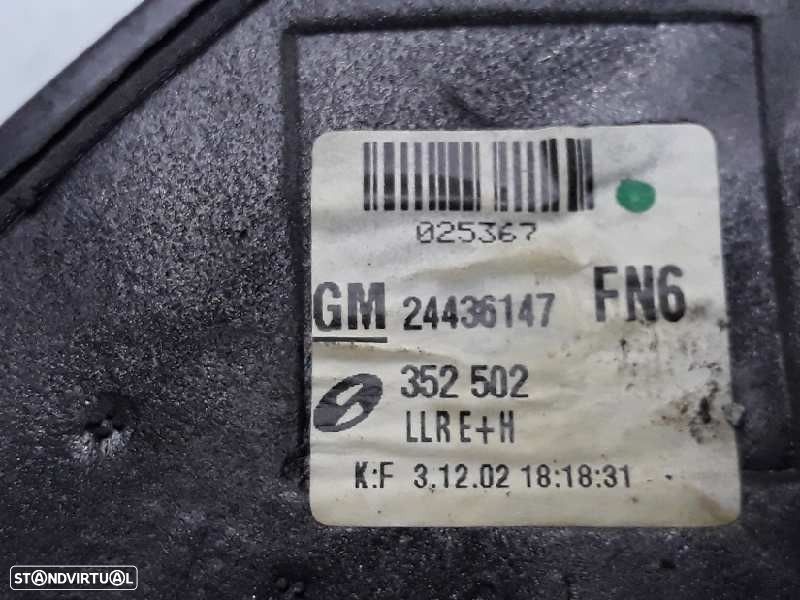 025367
GM 24436147 FN6
352 502
LLR E+H
K:F 3.12.02 18:18:31
STANDVIRTUAL